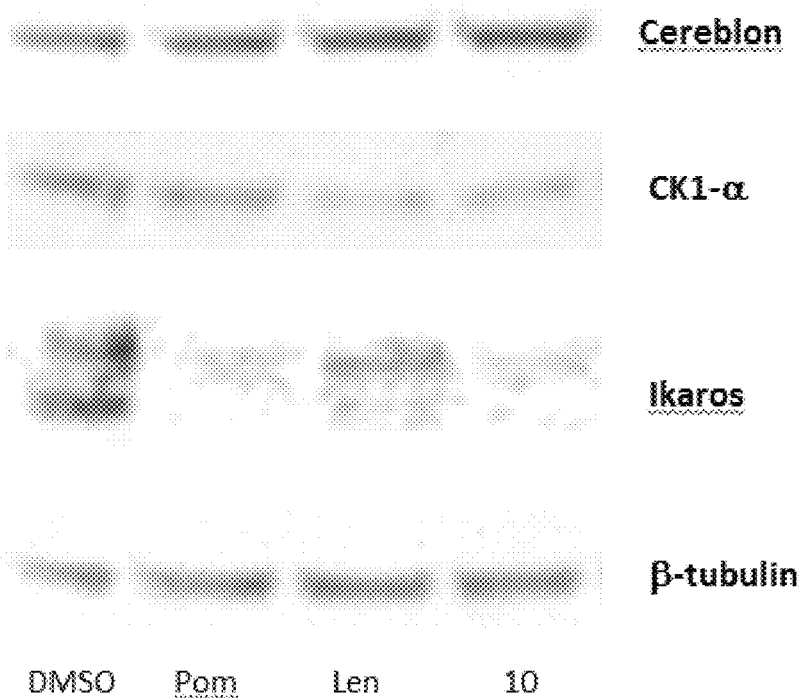 Cereblon
CK1-α
Ikaros
β-tubulin
DMSO Pom Len 10